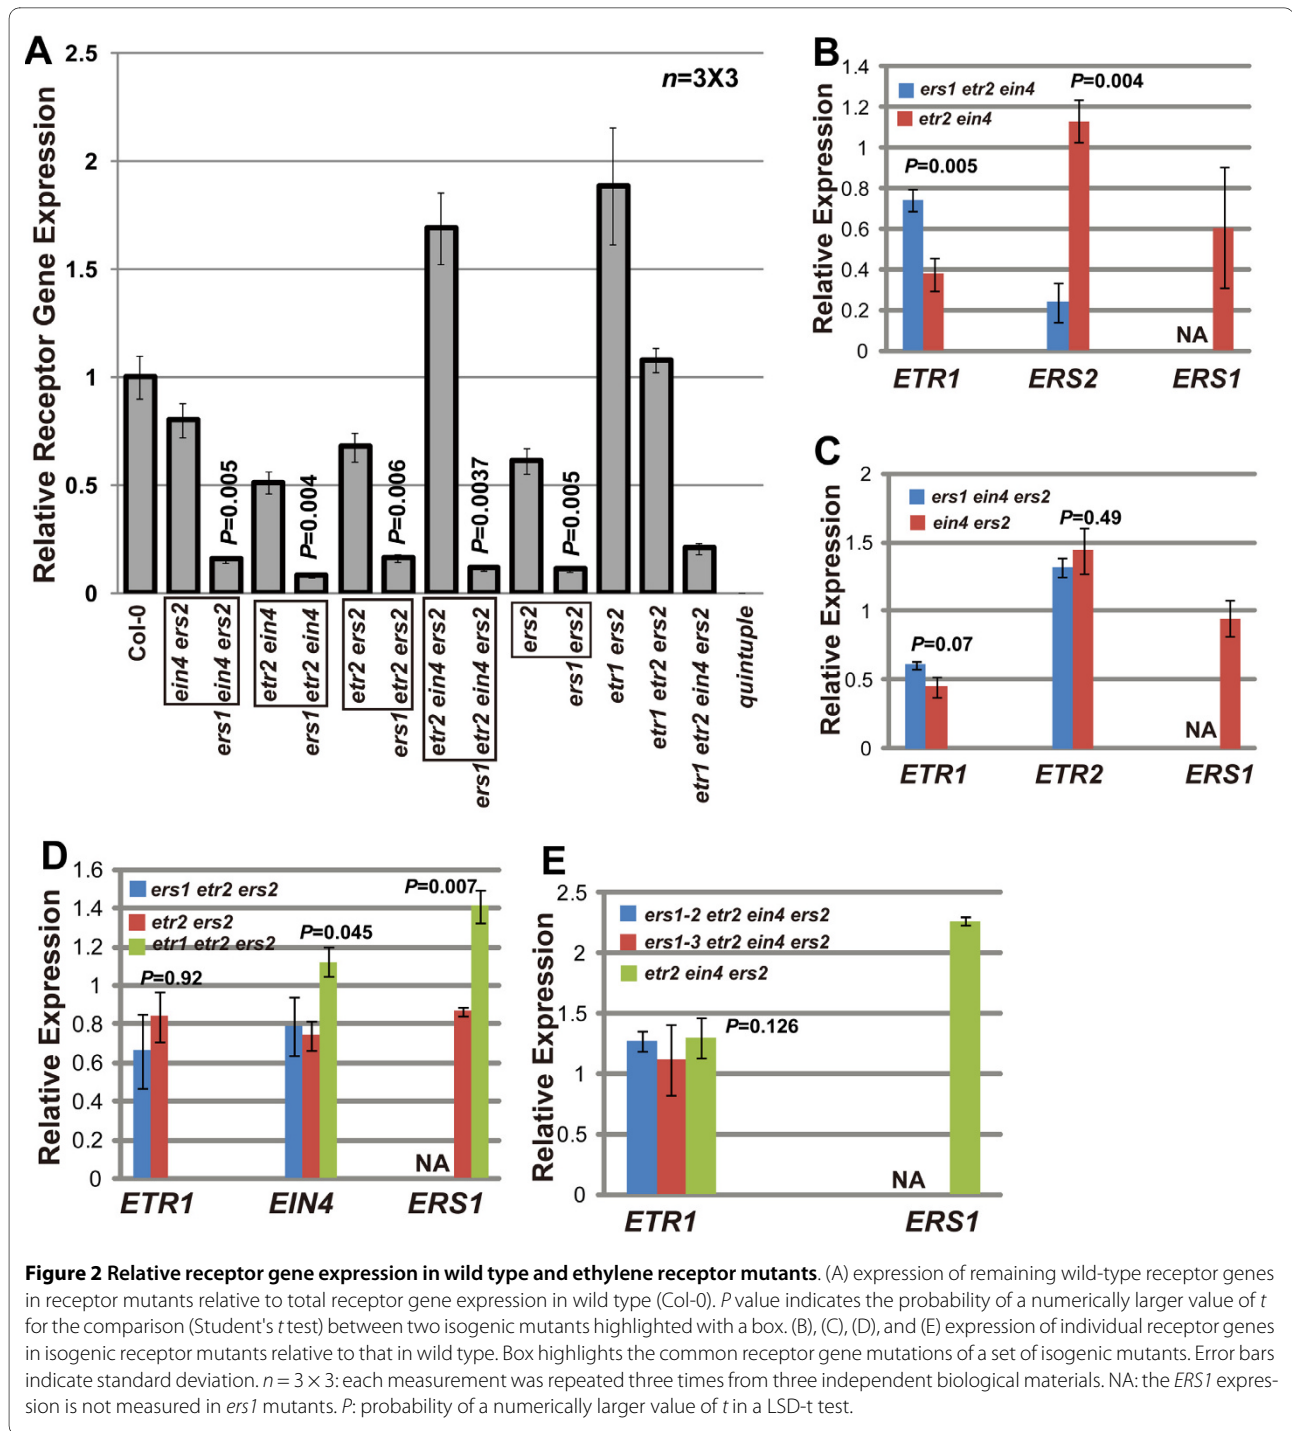 A
n=3X3
Relative Receptor Gene Expression
2.5
2
1.5
1
0.5
0
P=0.005
P=0.004
P=0.006
P=0.0037
P=0.005
Col-0
ein4 ers2
ers1 ein4 ers2
etr2 ein4
ers1 etr2 ein4
etr2 ers2
ers1 etr2 ers2
etr2 ein4 ers2
ers1 etr2 ein4 ers2
ers2
ers1 ers2
etr1 ers2
etr1 etr2 ers2
etr1 etr2 ein4 ers2
quintuple
B
Relative Expression
1.4
1.2
1
0.8
0.6
0.4
0.2
0
ers1 etr2 ein4
etr2 ein4
P=0.004
P=0.005
NA
ETR1 ERS2 ERS1
C
Relative Expression
2
1.5
1
0.5
0
ers1 ein4 ers2
ein4 ers2
P=0.49
P=0.07
NA
ETR1 ETR2 ERS1
D
Relative Expression
1.6
1.4
1.2
1
0.8
0.6
0.4
0.2
0
ers1 etr2 ers2
etr2 ers2
etr1 etr2 ers2
P=0.007
P=0.045
P=0.92
NA
ETR1 EIN4 ERS1
E
Relative Expression
2.5
2
1.5
1
0.5
0
ers1-2 etr2 ein4 ers2
ers1-3 etr2 ein4 ers2
etr2 ein4 ers2
P=0.126
NA
ETR1 ERS1
Figure 2 Relative receptor gene expression in wild type and ethylene receptor mutants. (A) expression of remaining wild-type receptor genes
in receptor mutants relative to total receptor gene expression in wild type (Col-0). P value indicates the probability of a numerically larger value of t
for the comparison (Student's t test) between two isogenic mutants highlighted with a box. (B), (C), (D), and (E) expression of individual receptor genes
in isogenic receptor mutants relative to that in wild type. Box highlights the common receptor gene mutations of a set of isogenic mutants. Error bars
indicate standard deviation. n = 3 × 3: each measurement was repeated three times from three independent biological materials. NA: the ERS1 expres-
sion is not measured in ers1 mutants. P: probability of a numerically larger value of t in a LSD-t test.